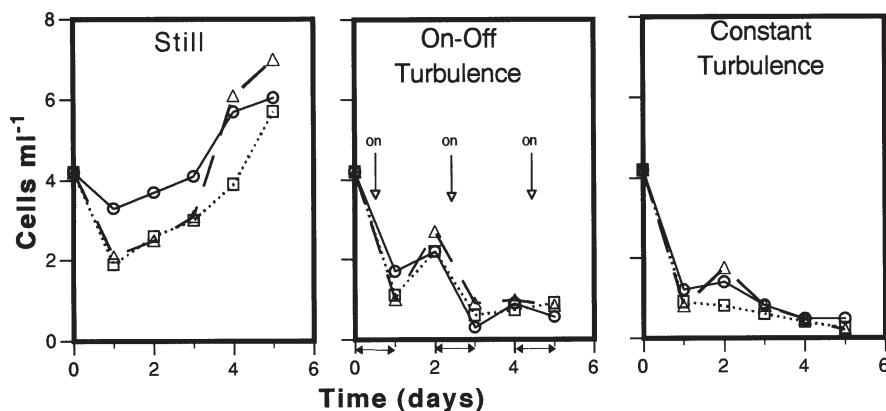 Still
On-Off
Turbulence
Constant
Turbulence
on
on
on
Cells ml-1
8
6
4
2
0
0 2 4 6
0 2 4 6
0 2 4 6
Time (days)